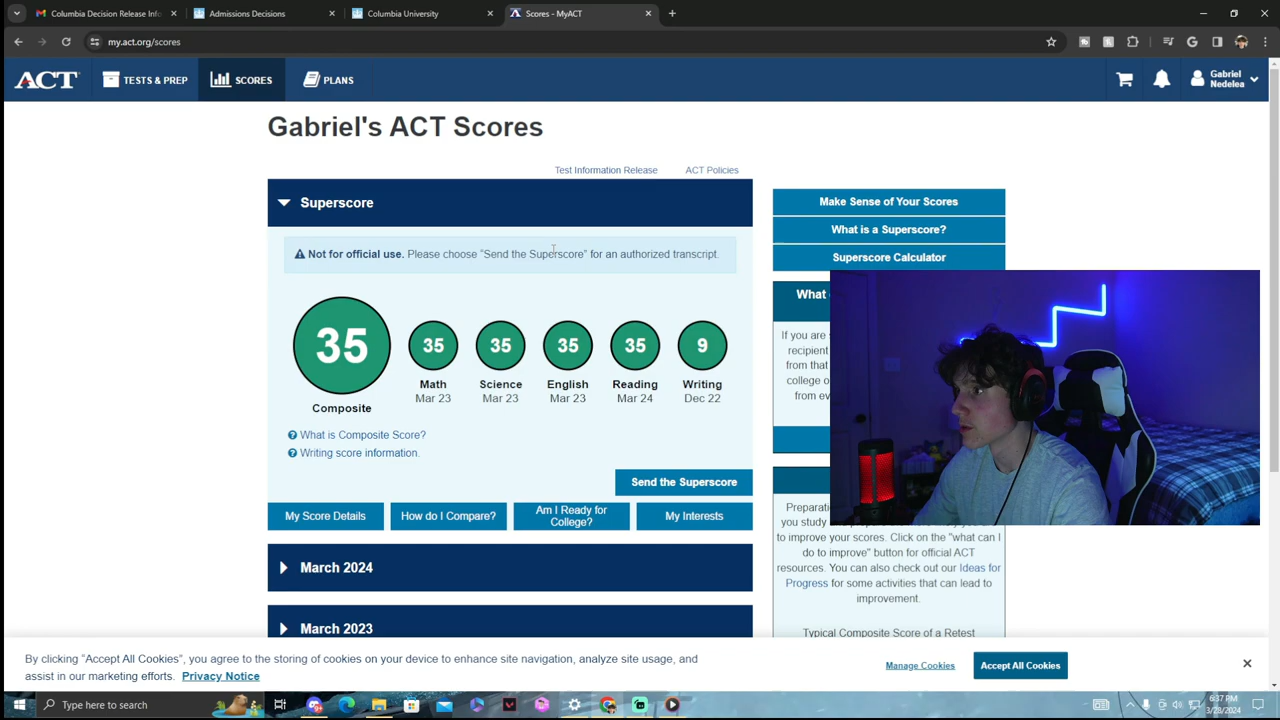 Columbia Decision Release Info
Admissions Decisions
Columbia University
Scores - MyACT
my.act.org/scores
ACT
TESTS & PREP
SCORES
PLANS
Gabriel
Nedelea
Gabriel's ACT Scores
Test Information Release
ACT Policies
Superscore
Not for official use. Please choose "Send the Superscore" for an authorized transcript.
35
35
35
35
35
9
Composite
Math
Science
English
Reading
Writing
Mar 23
Mar 23
Mar 23
Mar 24
Dec 22
What is Composite Score?
Writing score information.
Send the Superscore
My Score Details
How do I Compare?
Am I Ready for
College?
My Interests
March 2024
March 2023
Make Sense of Your Scores
What is a Superscore?
Superscore Calculator
What
If you are
recipient
from that
college
from
you study
to improve your scores. Click on the "what can I
do to improve" button for official ACT
resources. You can also check out our Ideas for
Progress for some activities that can lead to
improvement.
Typical Composite Score of a Retest
By clicking "Accept All Cookies", you agree to the storing of cookies on your device to enhance site navigation, analyze site usage, and
assist in our marketing efforts. Privacy Notice
Manage Cookies
Accept All Cookies
Type here to search
6:37 PM
3/28/2024